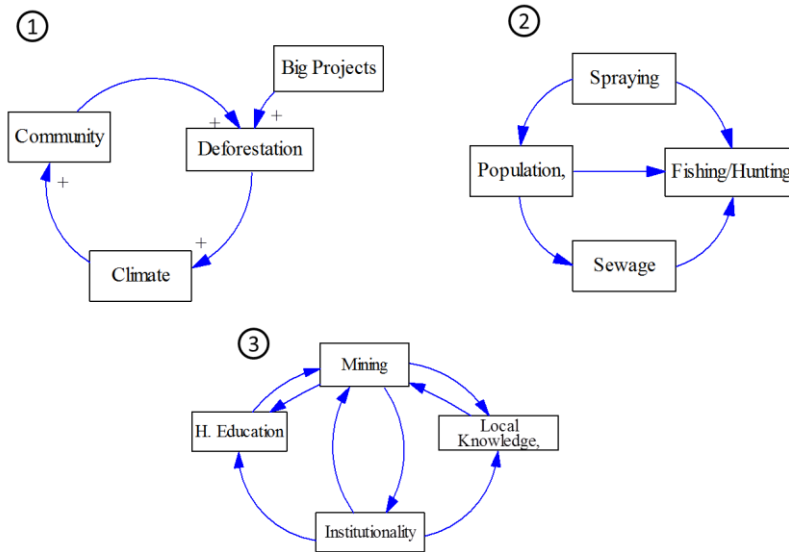 1
Big Projects
Community
+
+
Deforestation
+
+
Climate
2
Spraying
Population,
Fishing/Hunting
Sewage
3
Mining
H. Education
Local
Knowledge,
Institutionality